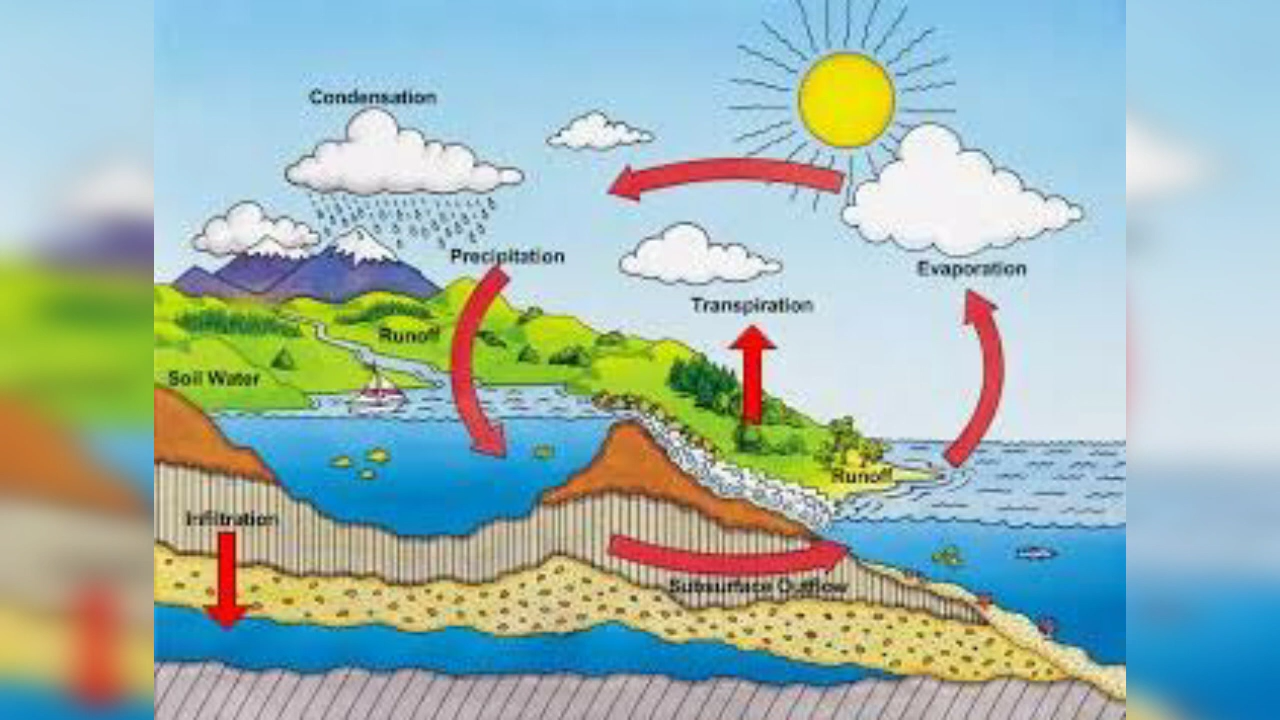 Condensation
Precipitation
Evaporation
Transpiration
Runoff
Soil Water
Runoff
Infiltration
Subsurface Outflow